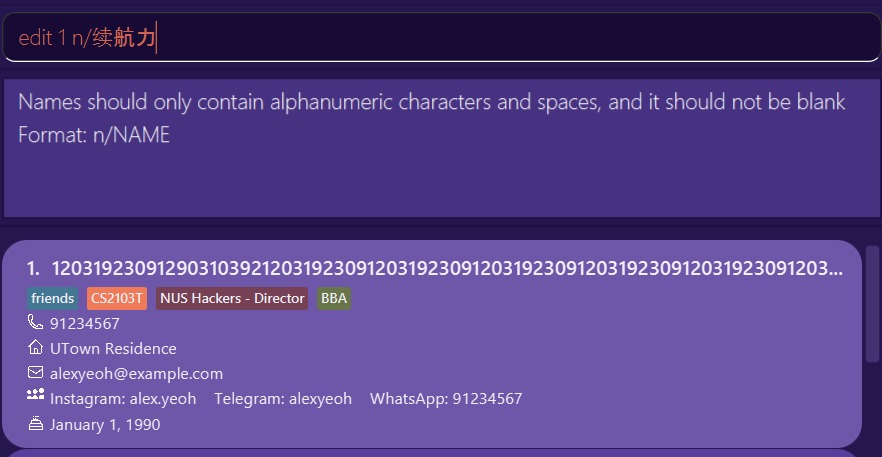 edit 1 n/续航力
Names should only contain alphanumeric characters and spaces, and it should not be blank
Format: n/NAME
1. 120319230912903103921203192309120319230912031923091203192309120319230912031923091203...
friends CS2103T NUS Hackers - Director BBA
91234567
UTown Residence
alexyeoh@example.com
Instagram: alex.yeoh Telegram: alexyeoh WhatsApp: 91234567
January 1, 1990